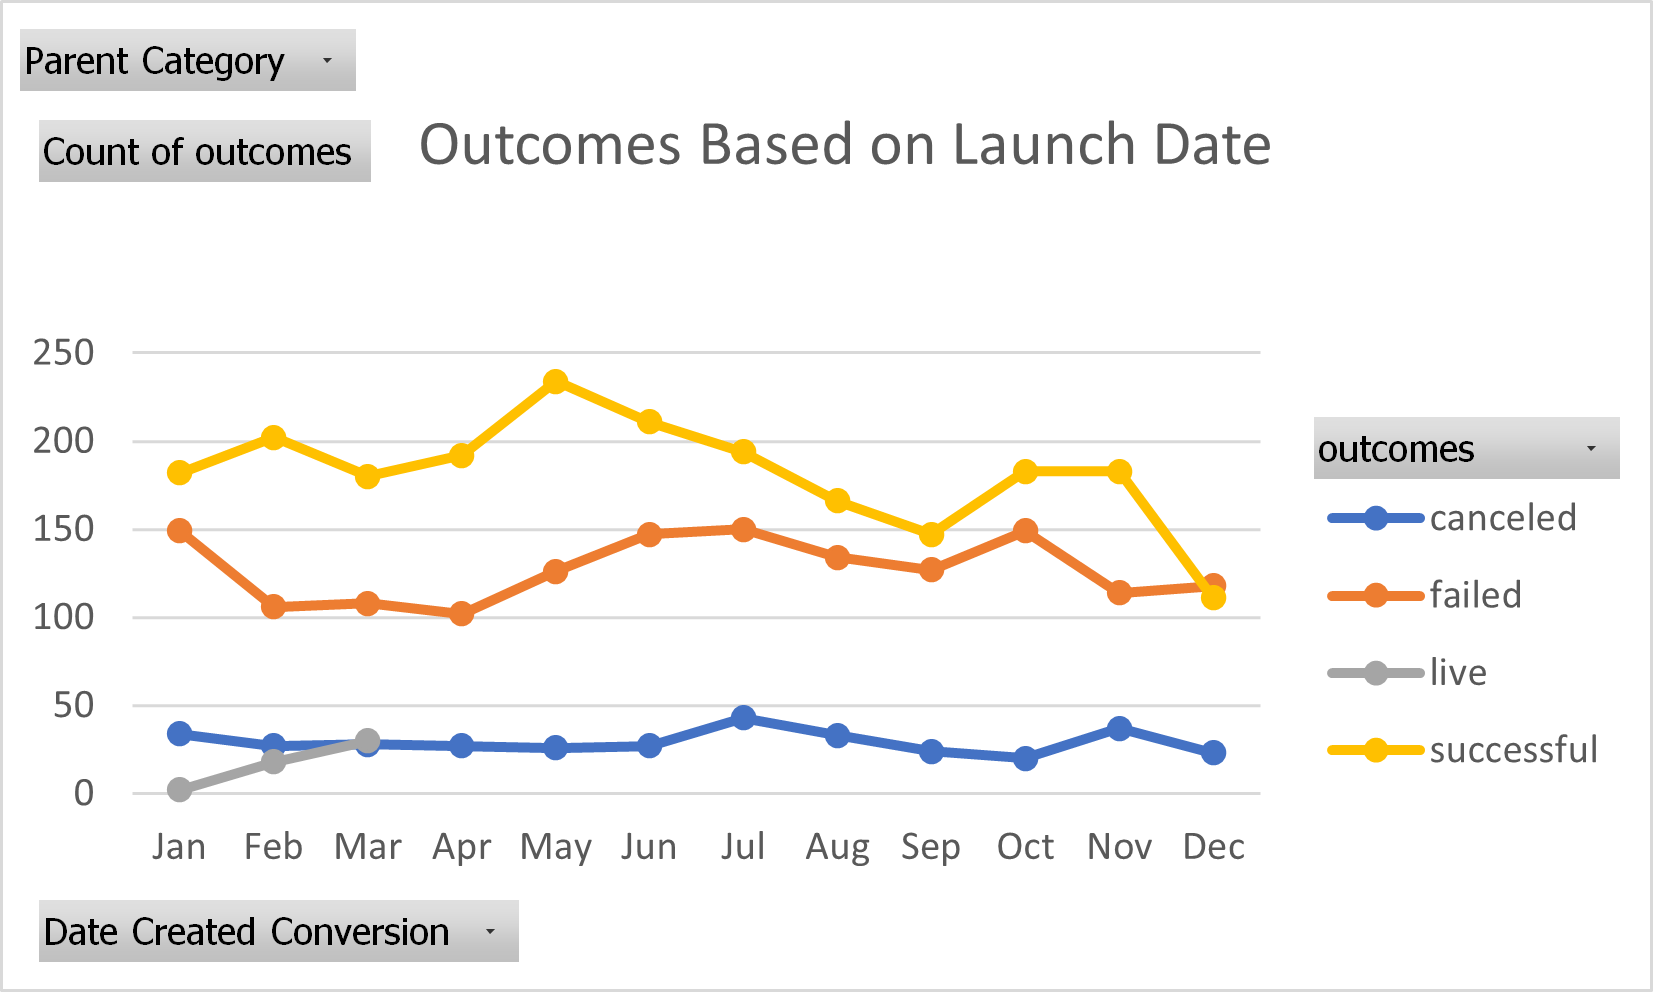 Parent Category
Count of outcomes
Outcomes Based on Launch Date
250
200
150
100
50
0
Jan Feb Mar Apr May Jun Jul Aug Sep Oct Nov Dec
outcomes
canceled
failed
live
successful
Date Created Conversion